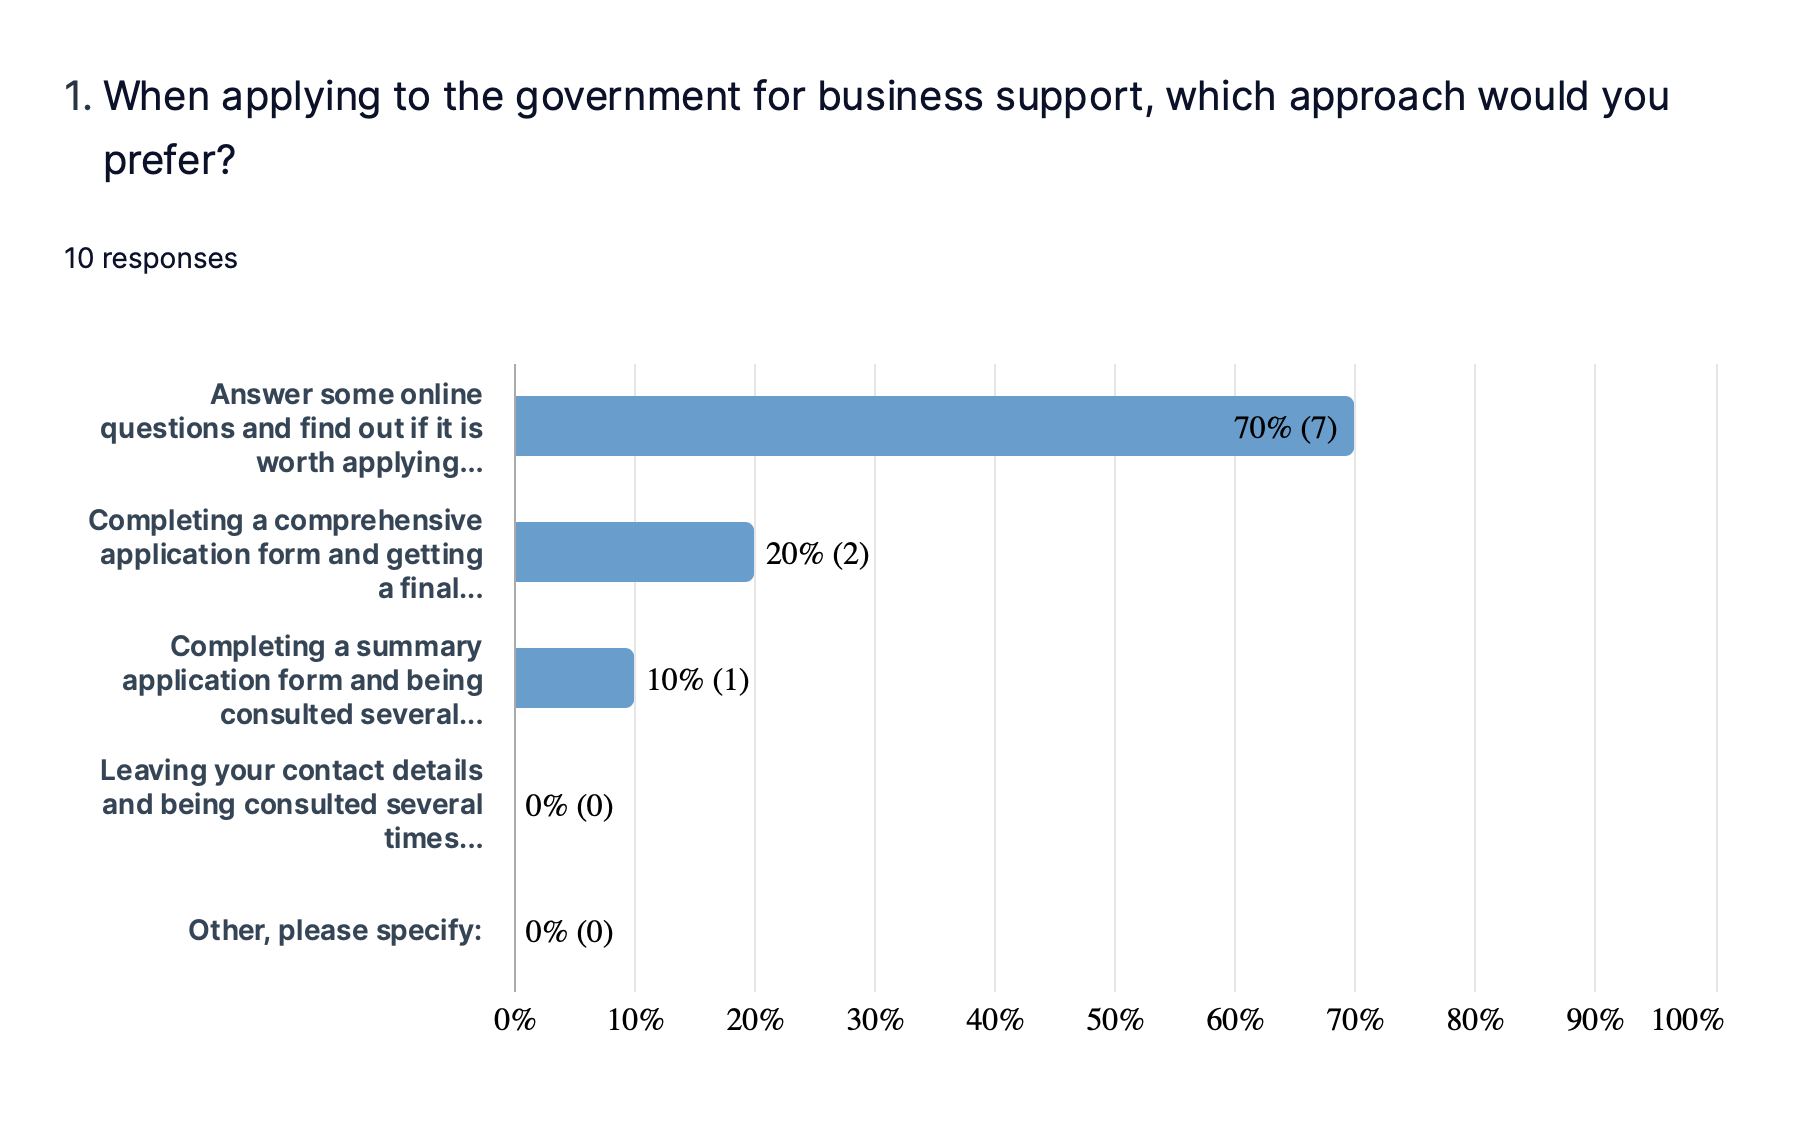 1. When applying to the government for business support, which approach would you
prefer?
10 responses
Answer some online
questions and find out if it is
worth applying...
70% (7)
Completing a comprehensive
application form and getting
a final...
20% (2)
Completing a summary
application form and being
consulted several...
10% (1)
Leaving your contact details
and being consulted several
times...
0% (0)
Other, please specify:
0% (0)
0% 10% 20% 30% 40% 50% 60% 70% 80% 90% 100%